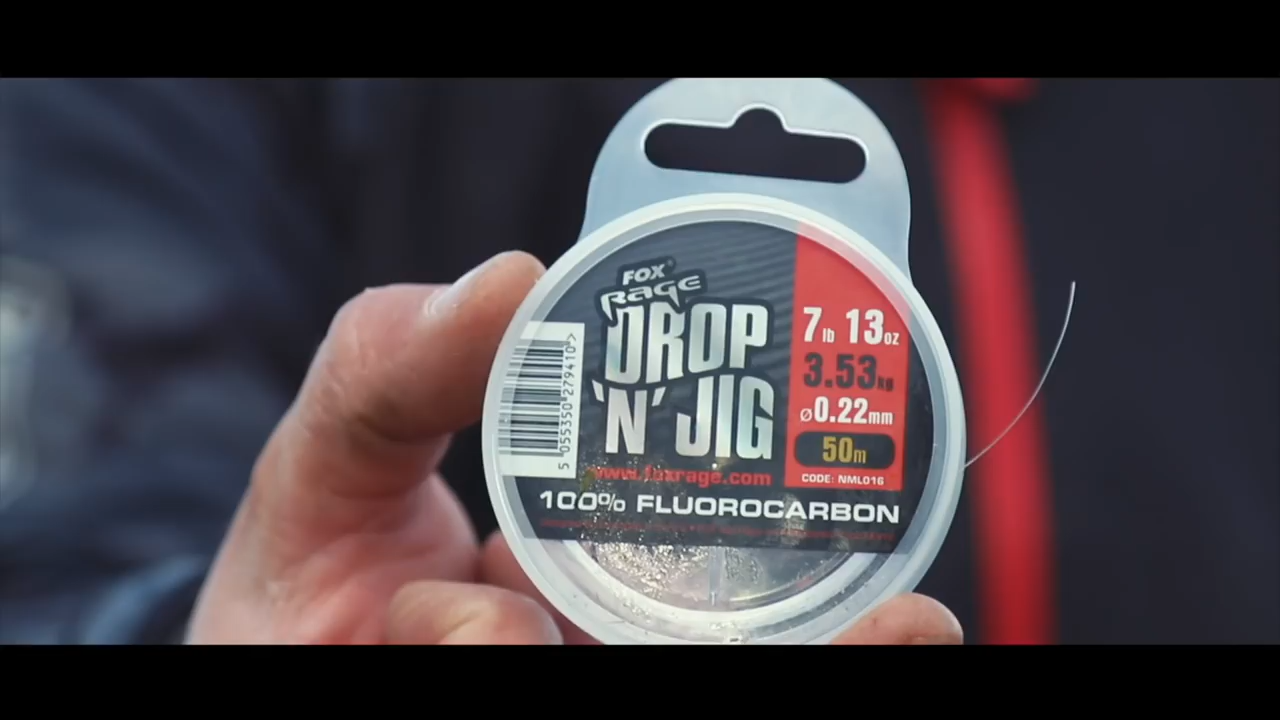 FOX
Rage
DROP
'N' JIG
www.foxrage.com
100% FLUOROCARBON
7lb 13oz
3.53kg
ø0.22mm
50m
CODE: NML016
5 055350 279410 >